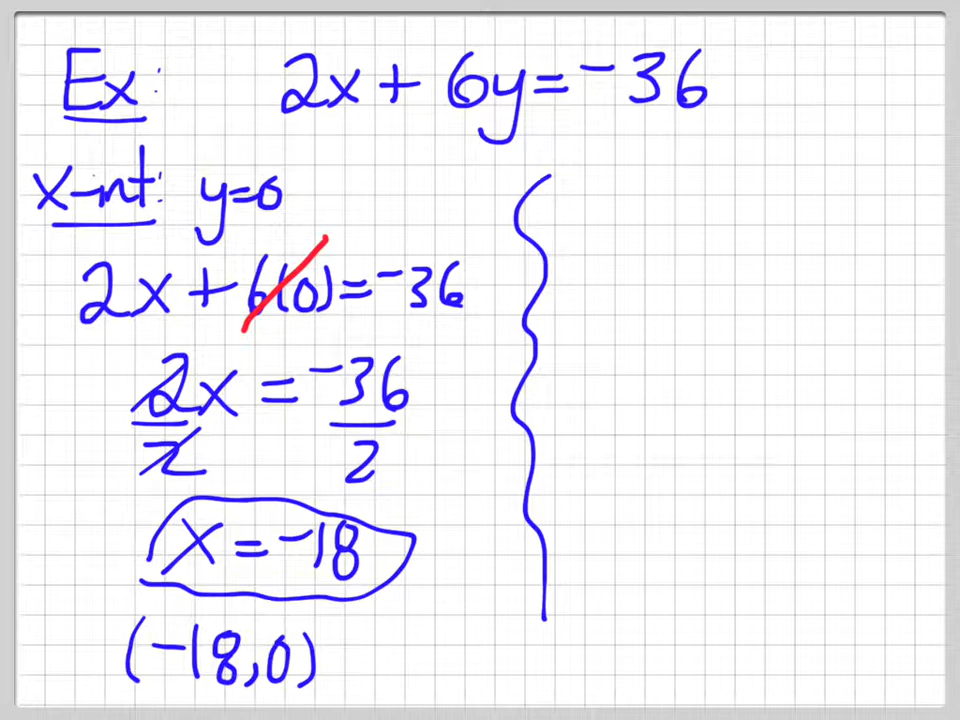 Ex: 2x + 6y = -36
x-int: y=0
2x + 6(0) = -36
2x = -36
2 2
x = -18
(-18,0)